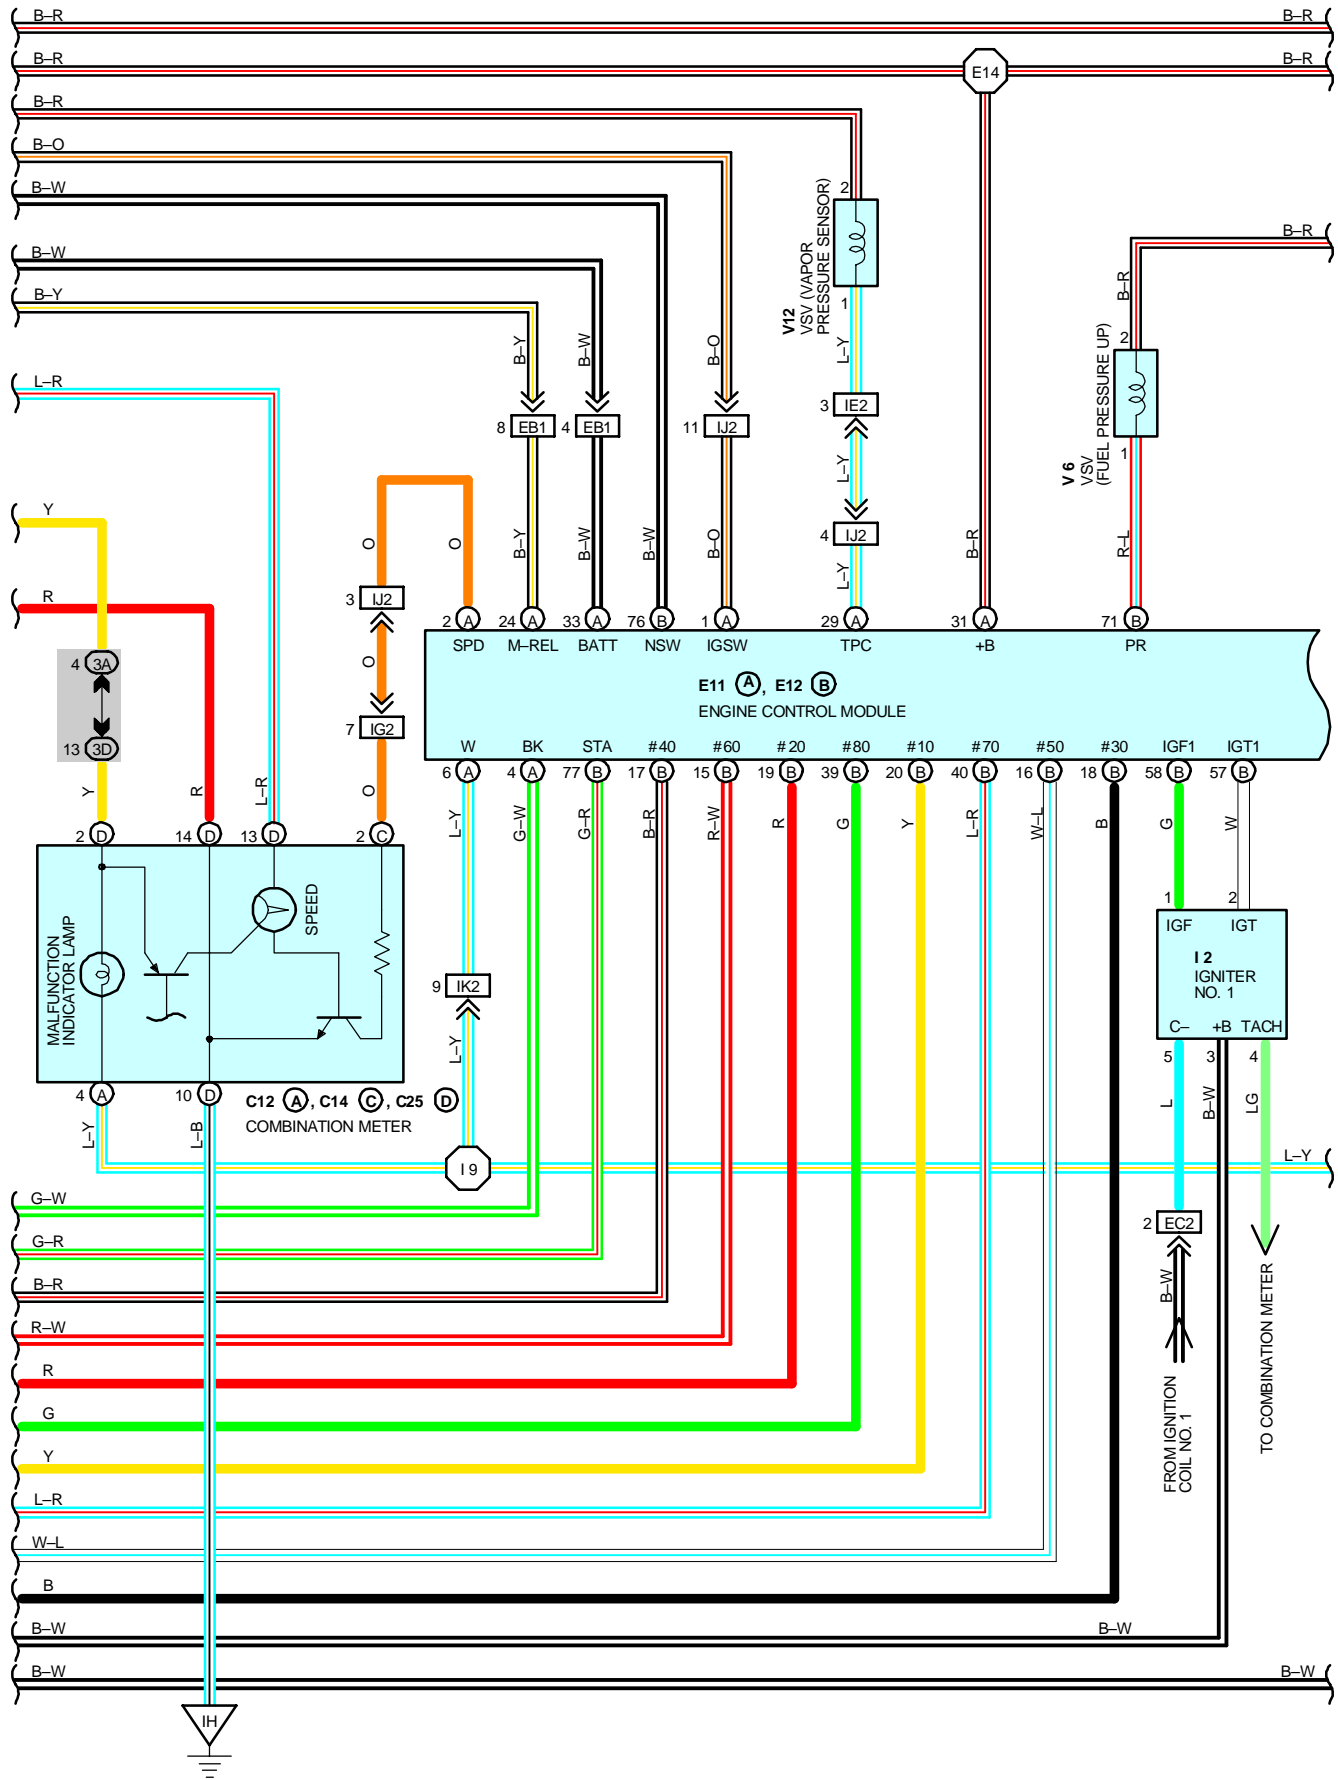 B–R B–R
B–R B–R
E14
B–R
B–O
B–W
B–W
B–Y
L–R
Y
R
2
V12
VSV (VAPOR
PRESSURE SENSOR)
1
B–R
B–R
2
V 6
VSV
(FUEL PRESSURE UP)
1
B–Y B–W B–O L–Y
8 EB1 4 EB1 11 IJ2 3 IE2
L–Y
4 IJ2
O O B–Y B–W B–W B–O L–Y B–R R–L
3 IJ2
O
7 IG2
O
2 A 24 A 33 A 76 B 1 A 29 A 31 A 71 B
SPD M–REL BATT NSW IGSW TPC +B PR
E11 A , E12 B
ENGINE CONTROL MODULE
W BK STA #40 #60 #20 #80 #10 #70 #50 #30 IGF1 IGT1
6 A 4 A 77 B 17 B 15 B 19 B 39 B 20 B 40 B 16 B 18 B 58 B 57 B
L–Y G–W G–R B–R R–W R G Y L–R W–L B G W
4 3A
13 3D
Y R L–R
2 D 14 D 13 D 2 C
MALFUNCTION
INDICATOR LAMP
SPEED
4 A 10 D
C12 A , C14 C , C25 D
COMBINATION METER
9 IK2
L–Y
L–Y L–B
I 9
L–Y
1 2
IGF IGT
I 2
IGNITER
NO. 1
C– +B TACH
5 3 4
L B–W LG
2 EC2
B–W
FROM IGNITION
COIL NO. 1
TO COMBINATION METER
G–W
G–R
B–R
R–W
R
G
Y
L–R
W–L
B
B–W B–W
B–W B–W
IH